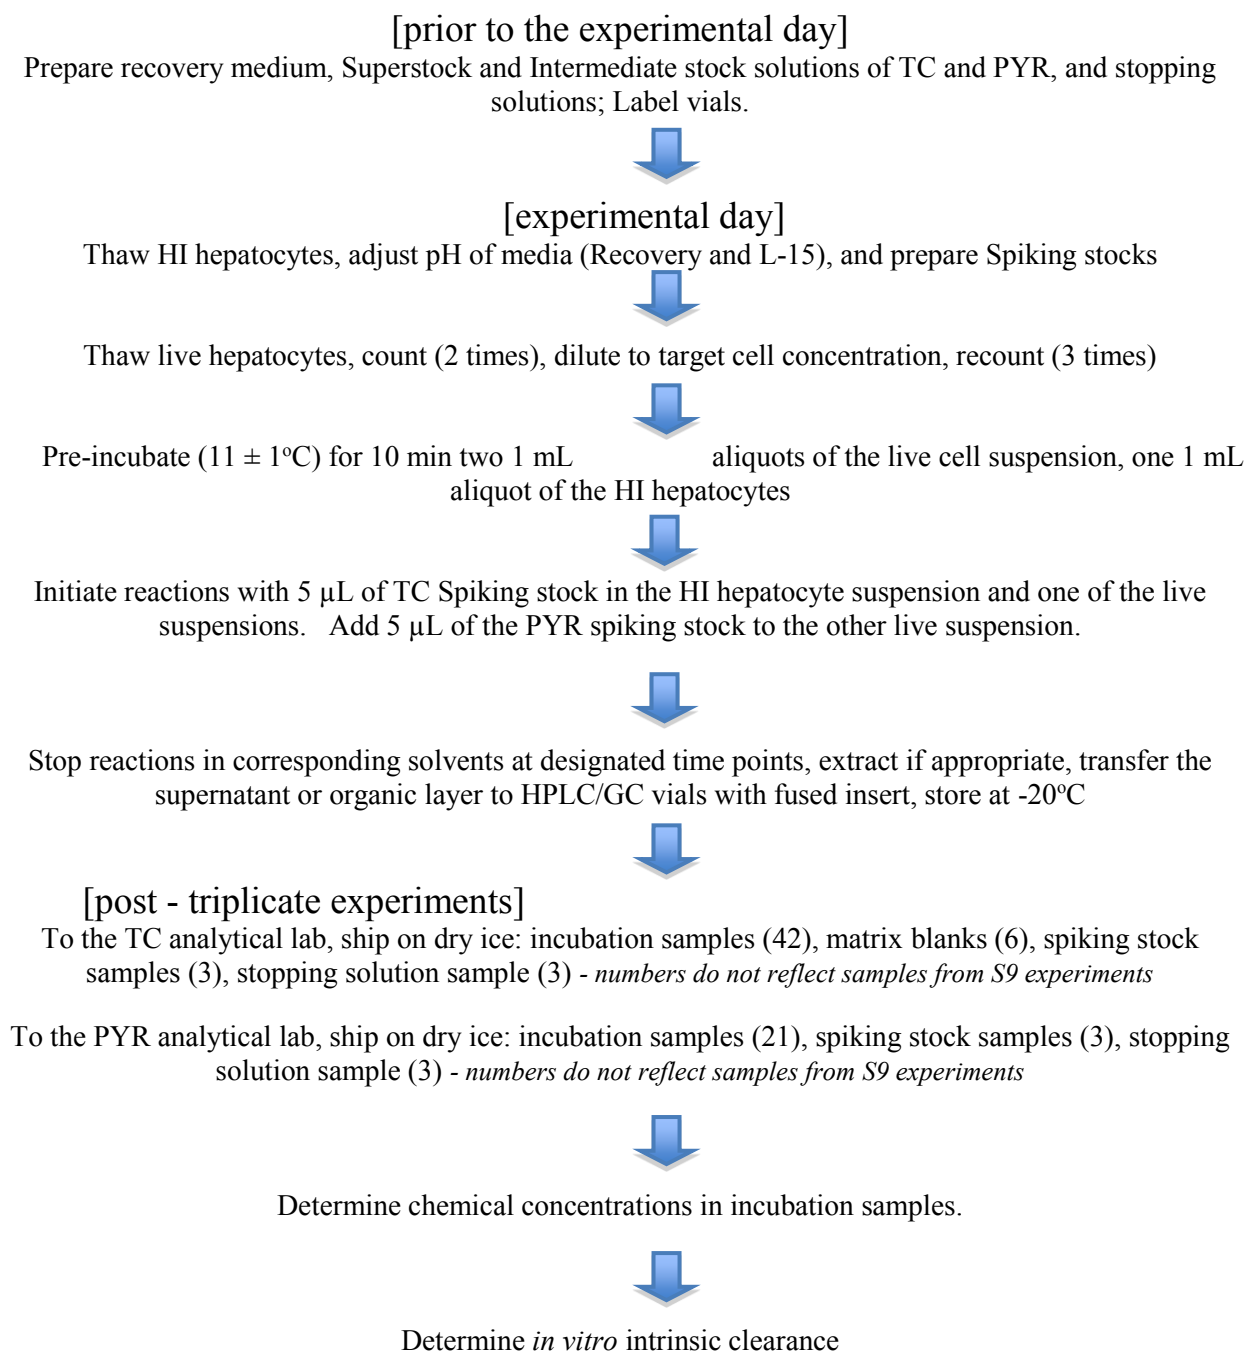 [prior to the experimental day]
Prepare recovery medium, Superstock and Intermediate stock solutions of TC and PYR, and stopping
solutions; Label vials.
[experimental day]
Thaw HI hepatocytes, adjust pH of media (Recovery and L-15), and prepare Spiking stocks
Thaw live hepatocytes, count (2 times), dilute to target cell concentration, recount (3 times)
Pre-incubate (11 ± 1ºC) for 10 min two 1 mL aliquots of the live cell suspension, one 1 mL
aliquot of the HI hepatocytes
Initiate reactions with 5 µL of TC Spiking stock in the HI hepatocyte suspension and one of the live
suspensions. Add 5 µL of the PYR spiking stock to the other live suspension.
Stop reactions in corresponding solvents at designated time points, extract if appropriate, transfer the
supernatant or organic layer to HPLC/GC vials with fused insert, store at -20ºC
[post - triplicate experiments]
To the TC analytical lab, ship on dry ice: incubation samples (42), matrix blanks (6), spiking stock
samples (3), stopping solution sample (3) - numbers do not reflect samples from S9 experiments
To the PYR analytical lab, ship on dry ice: incubation samples (21), spiking stock samples (3), stopping
solution sample (3) - numbers do not reflect samples from S9 experiments
Determine chemical concentrations in incubation samples.
Determine in vitro intrinsic clearance